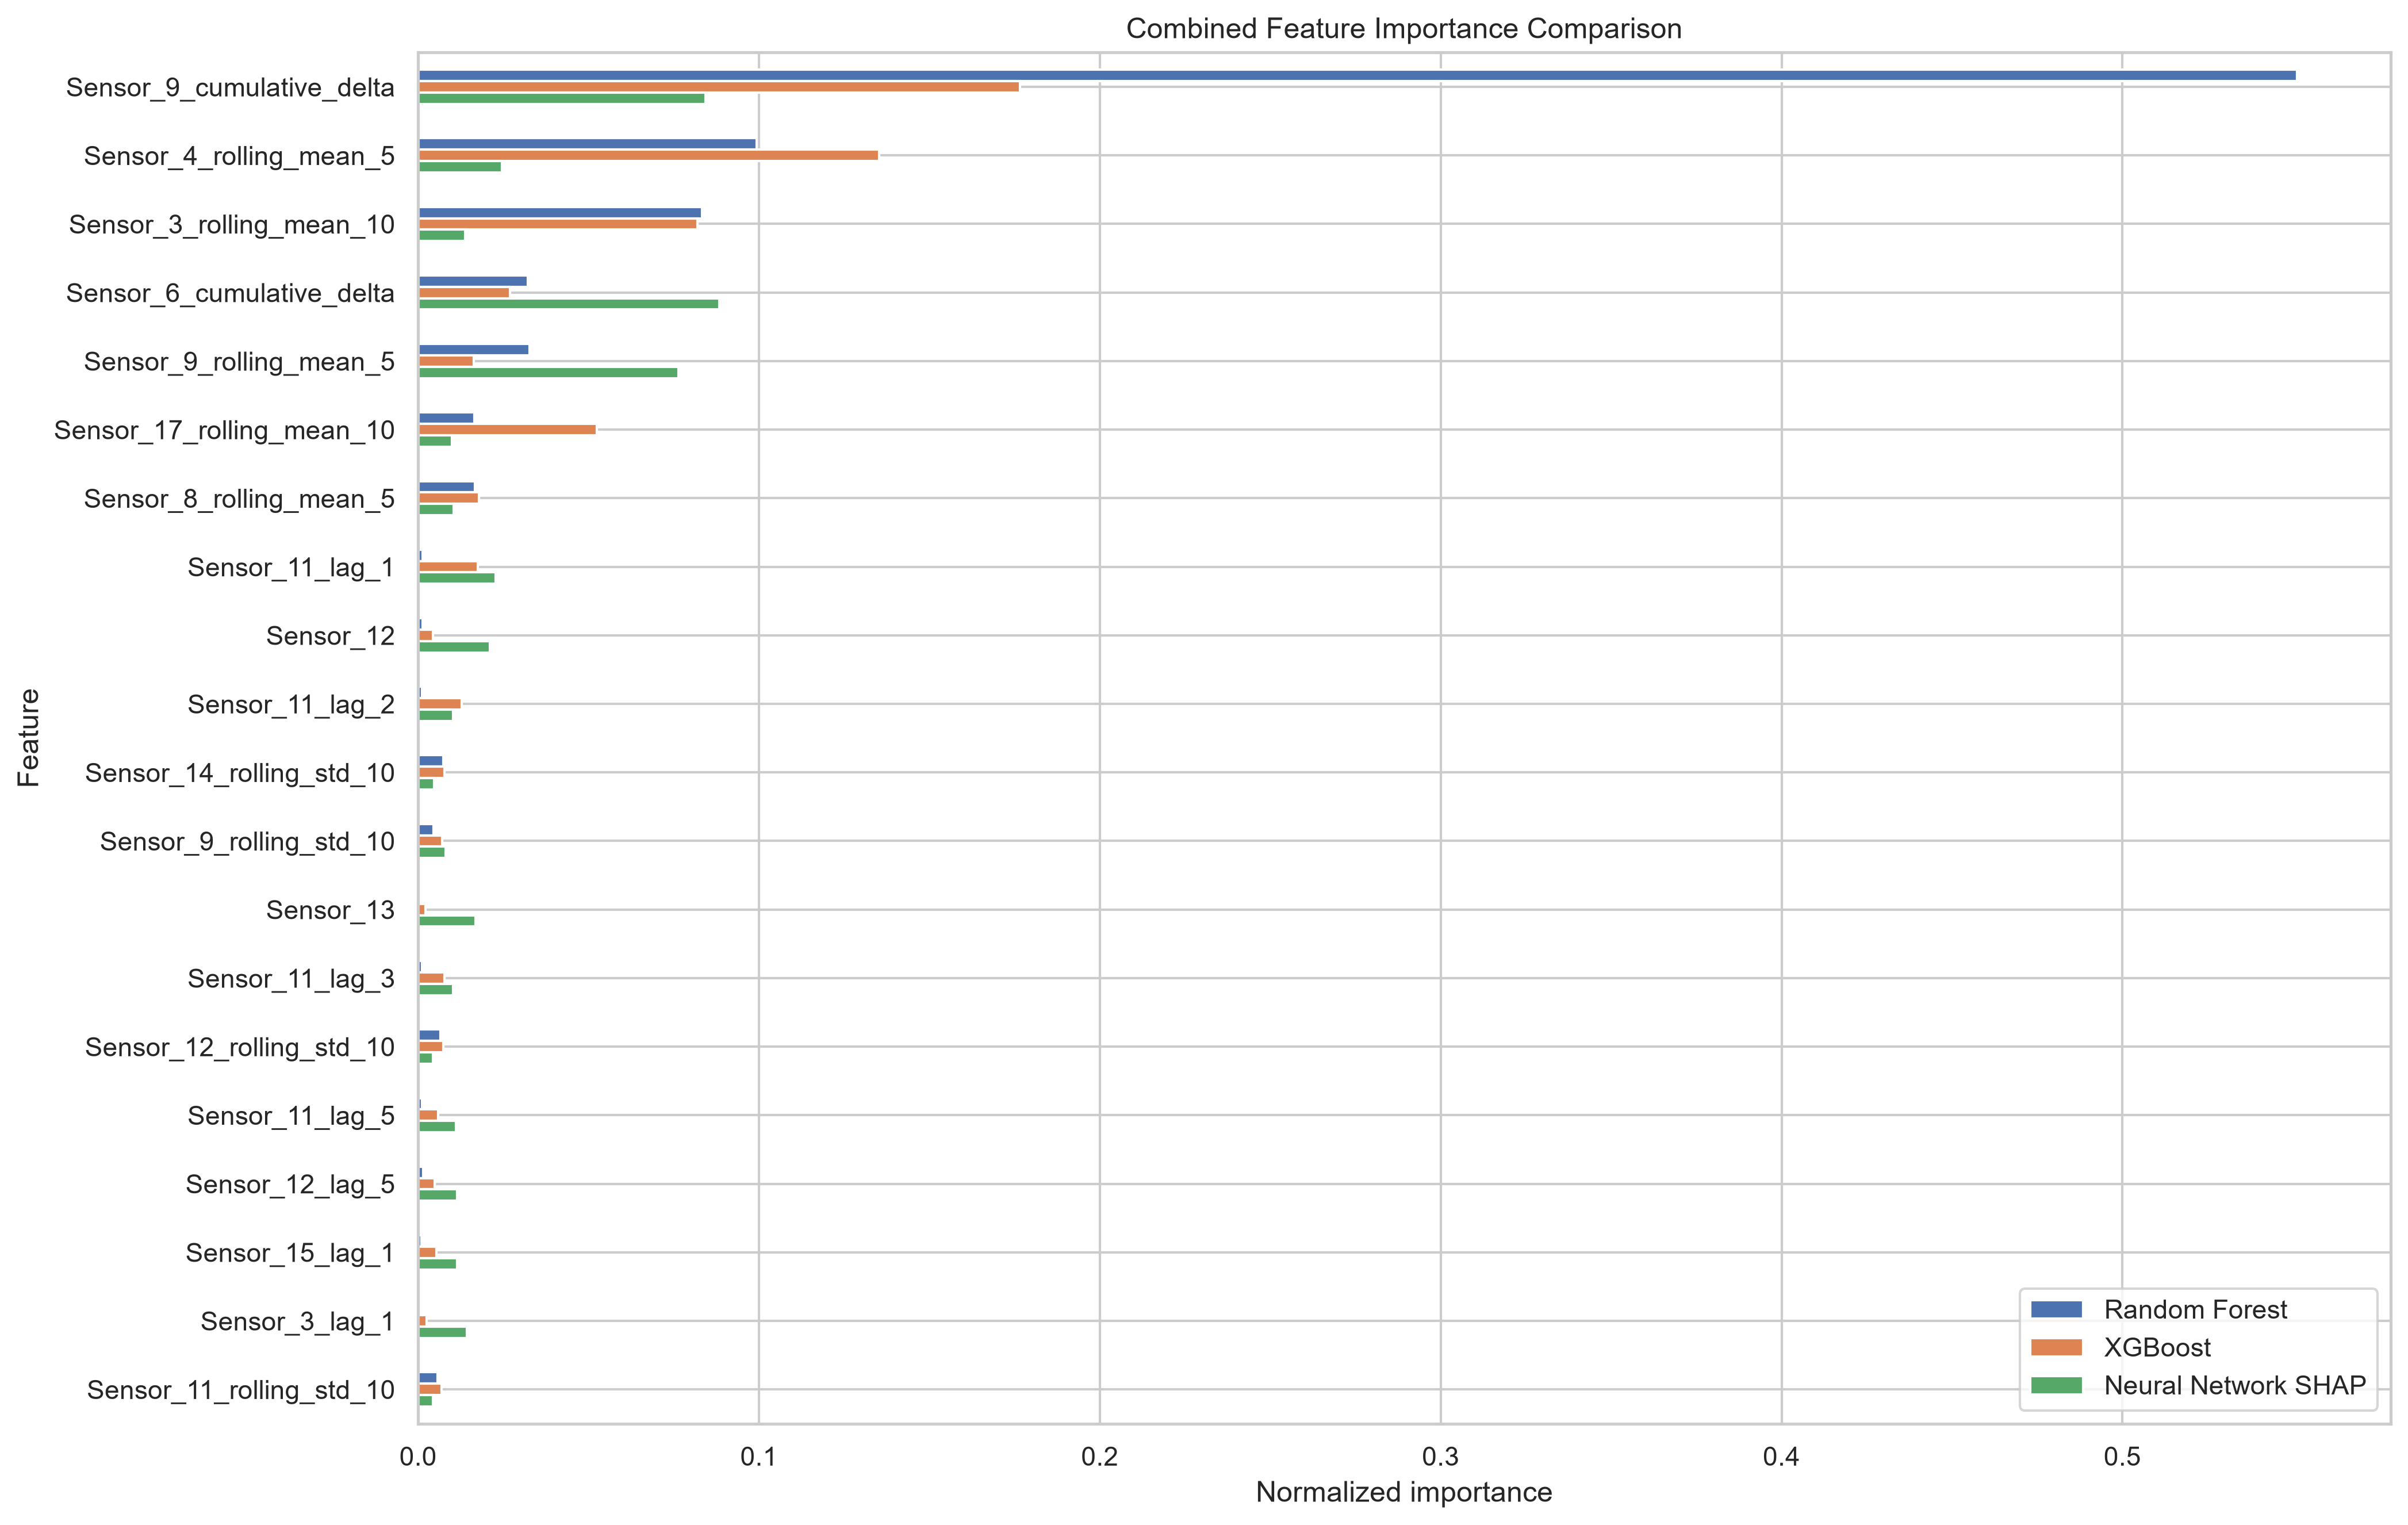 Combined Feature Importance Comparison
Sensor_9_cumulative_delta
Sensor_4_rolling_mean_5
Sensor_3_rolling_mean_10
Sensor_6_cumulative_delta
Sensor_9_rolling_mean_5
Sensor_17_rolling_mean_10
Sensor_8_rolling_mean_5
Sensor_11_lag_1
Sensor_12
Sensor_11_lag_2
Sensor_14_rolling_std_10
Sensor_9_rolling_std_10
Sensor_13
Sensor_11_lag_3
Sensor_12_rolling_std_10
Sensor_11_lag_5
Sensor_12_lag_5
Sensor_15_lag_1
Sensor_3_lag_1
Sensor_11_rolling_std_10
Feature
Random Forest
XGBoost
Neural Network SHAP
0.0 0.1 0.2 0.3 0.4 0.5
Normalized importance